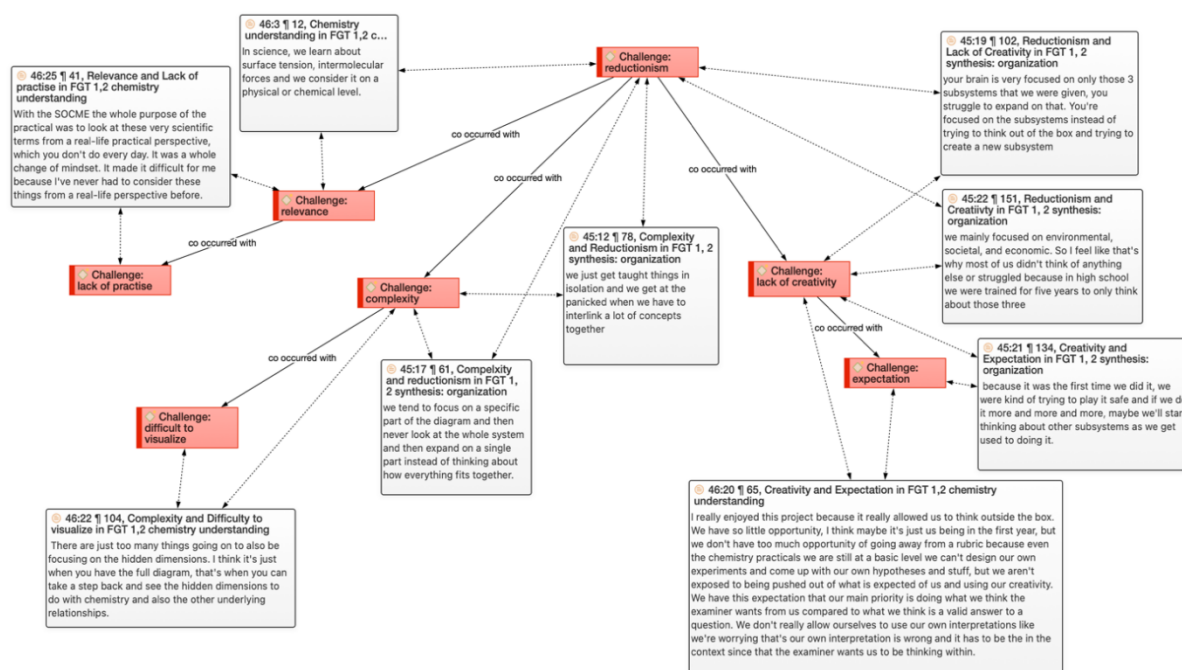 46:3 ¶ 12, Chemistry
understanding in FGT 1,2 c...
In science, we learn about
surface tension, intermolecular
forces and we consider it on a
physical or chemical level.
Challenge:
reductionism
45:19 ¶ 102, Reductionism and
Lack of Creativity in FGT 1, 2
synthesis: organization
your brain is very focused on only those 3
subsystems that we were given, you
struggle to expand on that. You're
focused on the subsystems instead of
trying to think out of the box and trying to
create a new subsystem
46:25 ¶ 41, Relevance and Lack of
practise in FGT 1,2 chemistry
understanding
With the SOCME the whole purpose of the
practical was to look at these very scientific
terms from a real-life practical perspective,
which you don't do every day. It was a whole
change of mindset. It made it difficult for me
because I've never had to consider these
things from a real-life perspective before.
co occurred with
co occurred with
co occurred with
Challenge:
relevance
co occurred with
Challenge:
lack of practise
45:22 ¶ 151, Reductionism and
Creatiivty in FGT 1, 2 synthesis:
organization
we mainly focused on environmental,
societal, and economic. So I feel like that's
why most of us didn't think of anything
else or struggled because in high school
we were trained for five years to only think
about those three
45:12 ¶ 78, Complexity
and Reductionism in FGT 1, 2
synthesis: organization
we just get taught things in
isolation and we get at the
panicked when we have to
interlink a lot of concepts
together
Challenge:
complexity
Challenge:
lack of creativity
co occurred with
co occurred with
45:21 ¶ 134, Creativity and
Expectation in FGT 1, 2 synthesis:
organization
because it was the first time we did it, we
were kind of trying to play it safe and if we do
it more and more and more, maybe we'll star
thinking about other subsystems as we get
used to doing it.
Challenge:
expectation
45:17 ¶ 61, Compelxity
and reductionism in FGT 1,
2 synthesis: organization
we tend to focus on a specific
part of the diagram and then
never look at the whole system
and then expand on a single
part instead of thinking about
how everything fits together.
Challenge:
difficult to
visualize
46:22 ¶ 104, Complexity and Difficulty to
visualize in FGT 1,2 chemistry understanding
There are just too many things going on to also be
focusing on the hidden dimensions. I think it's just
when you have the full diagram, that's when you can
take a step back and see the hidden dimensions to
do with chemistry and also the other underlying
relationships.
46:20 ¶ 65, Creativity and Expectation in FGT 1,2 chemistry
understanding
I really enjoyed this project because it really allowed us to think outside the box.
We have so little opportunity, I think maybe it's just us being in the first year, but
we don't have too much opportunity of going away from a rubric because even
the chemistry practicals we are still at a basic level we can't design our own
experiments and come up with our own hypotheses and stuff, but we aren't
exposed to being pushed out of what is expected of us and using our creativity.
We have this expectation that our main priority is doing what we think the
examiner wants from us compared to what we think is a valid answer to a
question. We don't really allow ourselves to use our own interpretations like
we're worrying that's our own interpretation is wrong and it has to be the in the
context since that the examiner wants us to be thinking within.